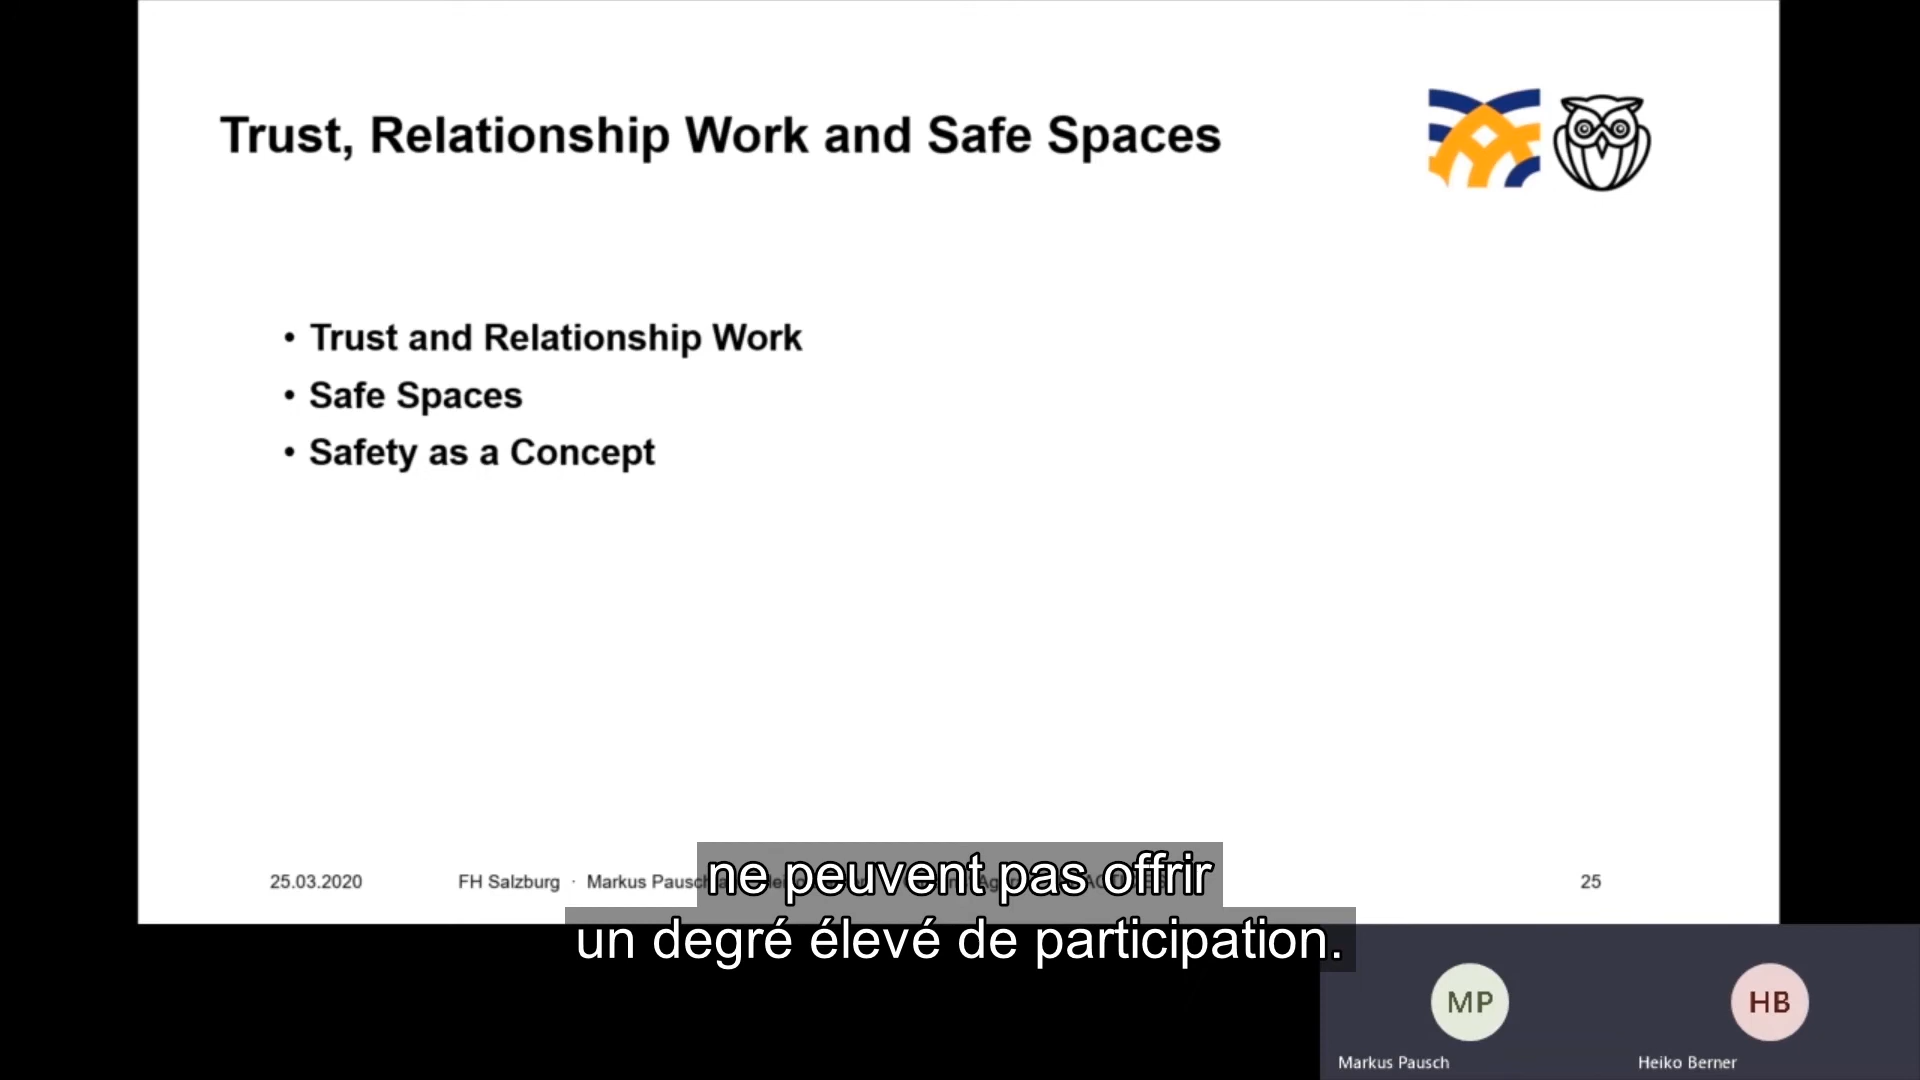 Trust, Relationship Work and Safe Spaces
• Trust and Relationship Work
• Safe Spaces
• Safety as a Concept
25.03.2020
FH Salzburg · Markus Pausch
25
ne peuvent pas offrir
un degré élevé de participation.
MP
HB
Markus Pausch
Heiko Berner